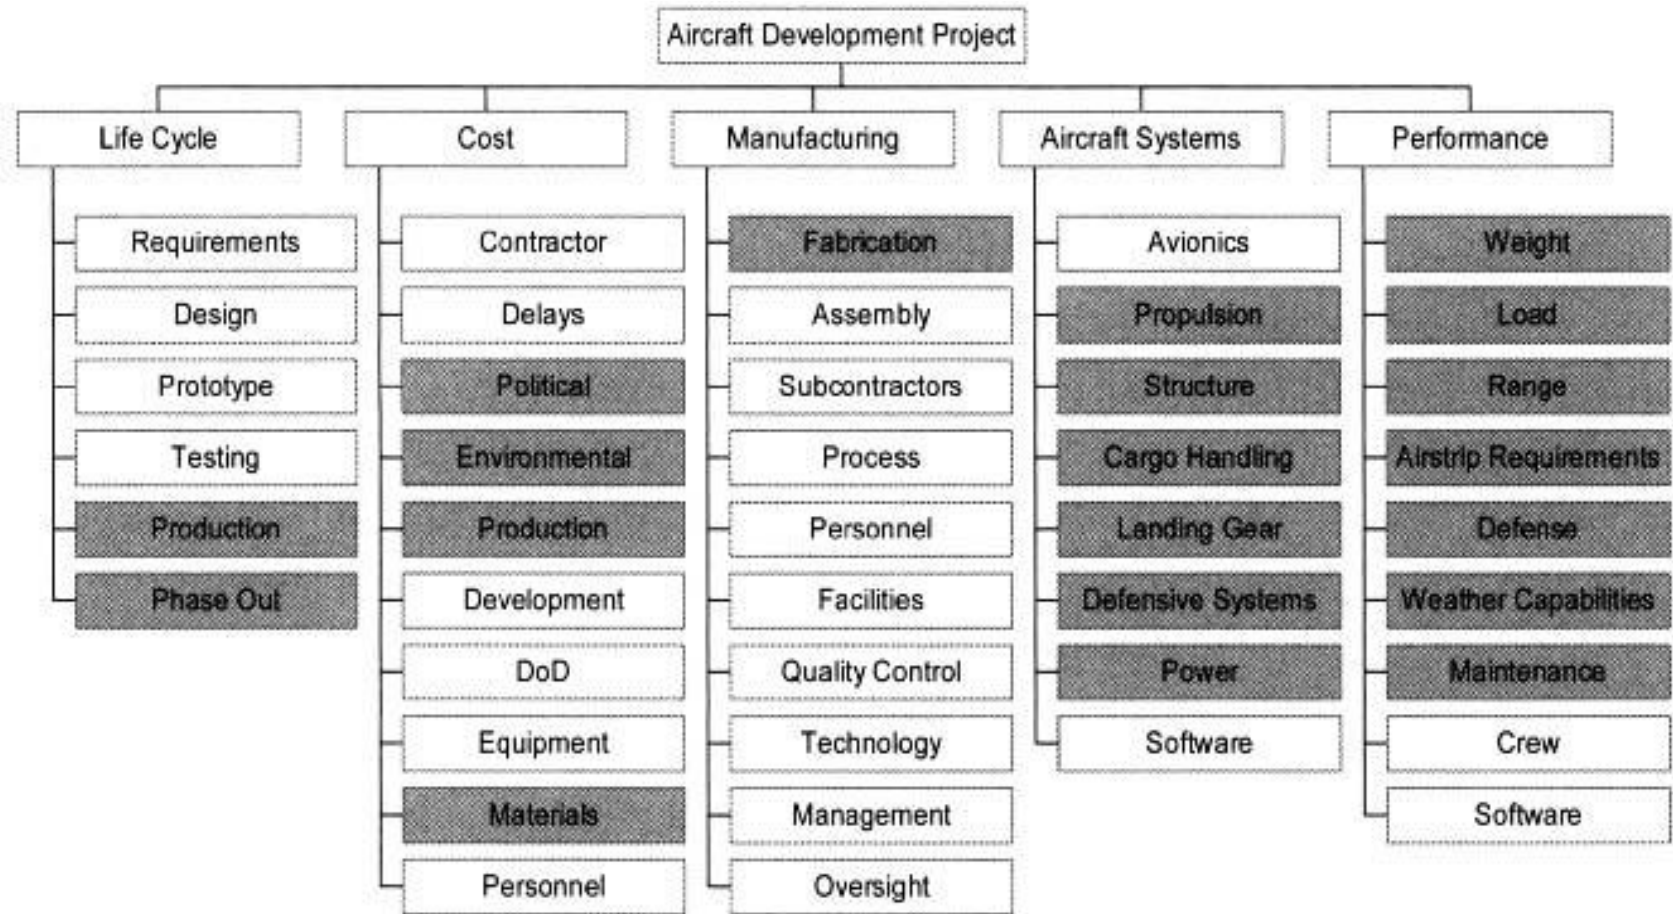 Aircraft Development Project
Life Cycle
Cost
Manufacturing
Aircraft Systems
Performance
Requirements
Design
Prototype
Testing
Production
Phase Out
Contractor
Delays
Political
Environmental
Production
Development
DoD
Equipment
Materials
Personnel
Fabrication
Assembly
Subcontractors
Process
Personnel
Facilities
Quality Control
Technology
Management
Oversight
Avionics
Propulsion
Structure
Cargo Handling
Landing Gear
Defensive Systems
Power
Software
Weight
Load
Range
Airstrip Requirements
Defense
Weather Capabilities
Maintenance
Crew
Software